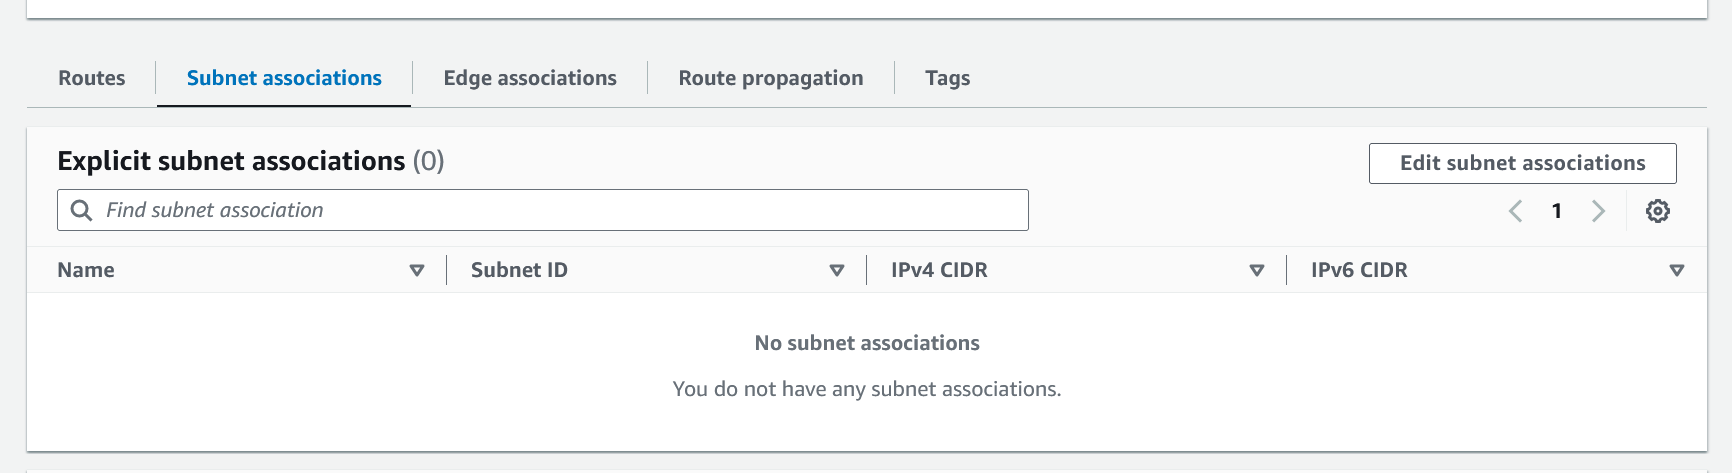 Routes Subnet associations Edge associations Route propagation Tags
Explicit subnet associations (0)
Edit subnet associations
Find subnet association
1
Name Subnet ID IPv4 CIDR IPv6 CIDR
No subnet associations
You do not have any subnet associations.